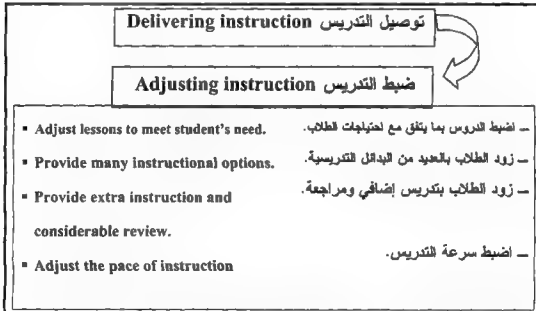 Delivering instruction توصيل التدريس
Adjusting instruction ضبط التدريس
▪ Adjust lessons to meet student's need.
– اضبط الدروس بما يتفق مع احتياجات الطلاب.
▪ Provide many instructional options.
– زود الطلاب بالعديد من البدائل التدريسية.
▪ Provide extra instruction and
considerable review.
– زود الطلاب بتدريس إضافي ومراجعة.
▪ Adjust the pace of instruction
– اضبط سرعة التدريس.